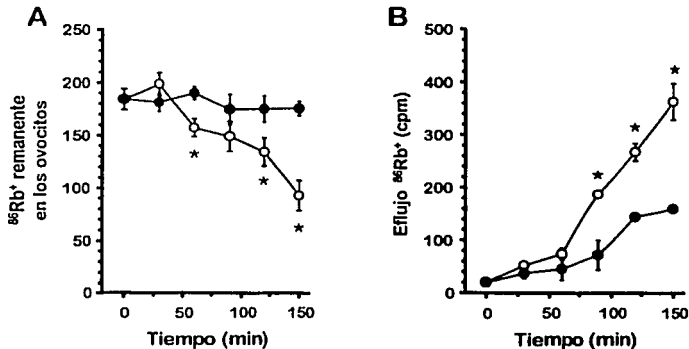 A
⁸⁶Rb⁺ remanente
en los ovocitos
250
200
150
100
50
0
0 50 100 150
Tiempo (min)
★
★
★
B
Eflujo ⁸⁶Rb⁺ (cpm)
500
400
300
200
100
0
0 50 100 150
Tiempo (min)
★
★
★